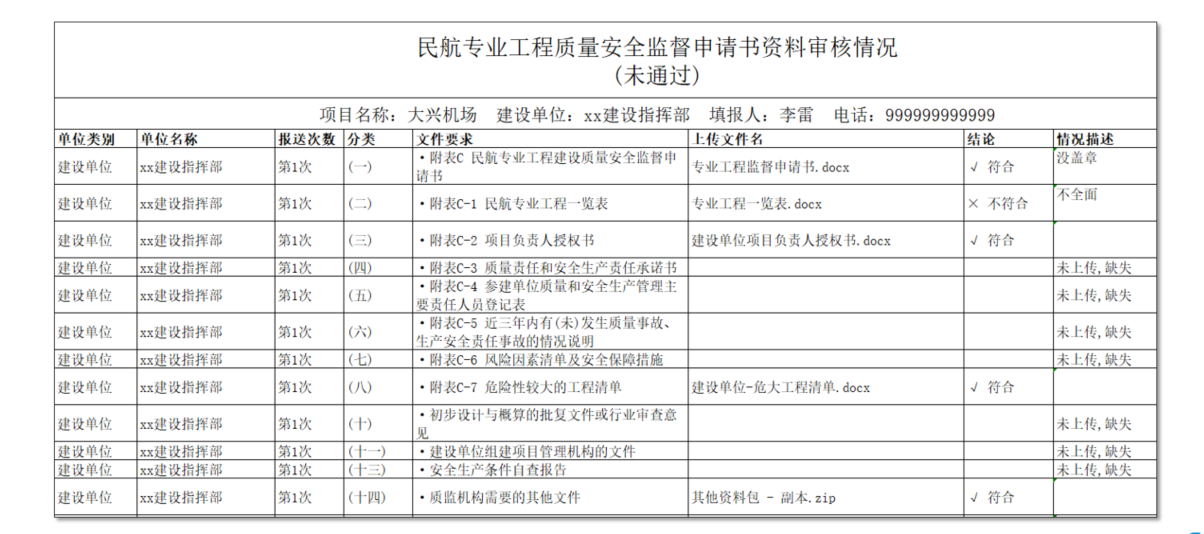 民航专业工程质量安全监督申请书资料审核情况
(未通过)
项目名称：大兴机场 建设单位：xx建设指挥部 填报人：李雷 电话：999999999999
单位类别 单位名称 报送次数 分类 文件要求 上传文件名 结论 情况描述
建设单位 xx建设指挥部 第1次 (一) ·附表C 民航专业工程建设质量安全监督申 专业工程监督申请书.docx √ 符合 没盖章
请书
建设单位 xx建设指挥部 第1次 (二) ·附表C-1 民航专业工程一览表 专业工程一览表.docx × 不符合 不全面
建设单位 xx建设指挥部 第1次 (三) ·附表C-2 项目负责人授权书 建设单位项目负责人授权书.docx √ 符合
建设单位 xx建设指挥部 第1次 (四) ·附表C-3 质量责任和安全生产责任承诺书 未上传,缺失
建设单位 xx建设指挥部 第1次 (五) ·附表C-4 参建单位质量和安全生产管理主 未上传,缺失
要责任人员登记表
建设单位 xx建设指挥部 第1次 (六) ·附表C-5 近三年内有(未)发生质量事故、 未上传,缺失
生产安全责任事故的情况说明
建设单位 xx建设指挥部 第1次 (七) ·附表C-6 风险因素清单及安全保障措施 未上传,缺失
建设单位 xx建设指挥部 第1次 (八) ·附表C-7 危险性较大的工程清单 建设单位-危大工程清单.docx √ 符合
建设单位 xx建设指挥部 第1次 (十) ·初步设计与概算的批复文件或行业审查意 未上传,缺失
见
建设单位 xx建设指挥部 第1次 (十一) ·建设单位组建项目管理机构的文件 未上传,缺失
建设单位 xx建设指挥部 第1次 (十三) ·安全生产条件自查报告 未上传,缺失
建设单位 xx建设指挥部 第1次 (十四) ·质监机构需要的其他文件 其他资料包 - 副本.zip √ 符合